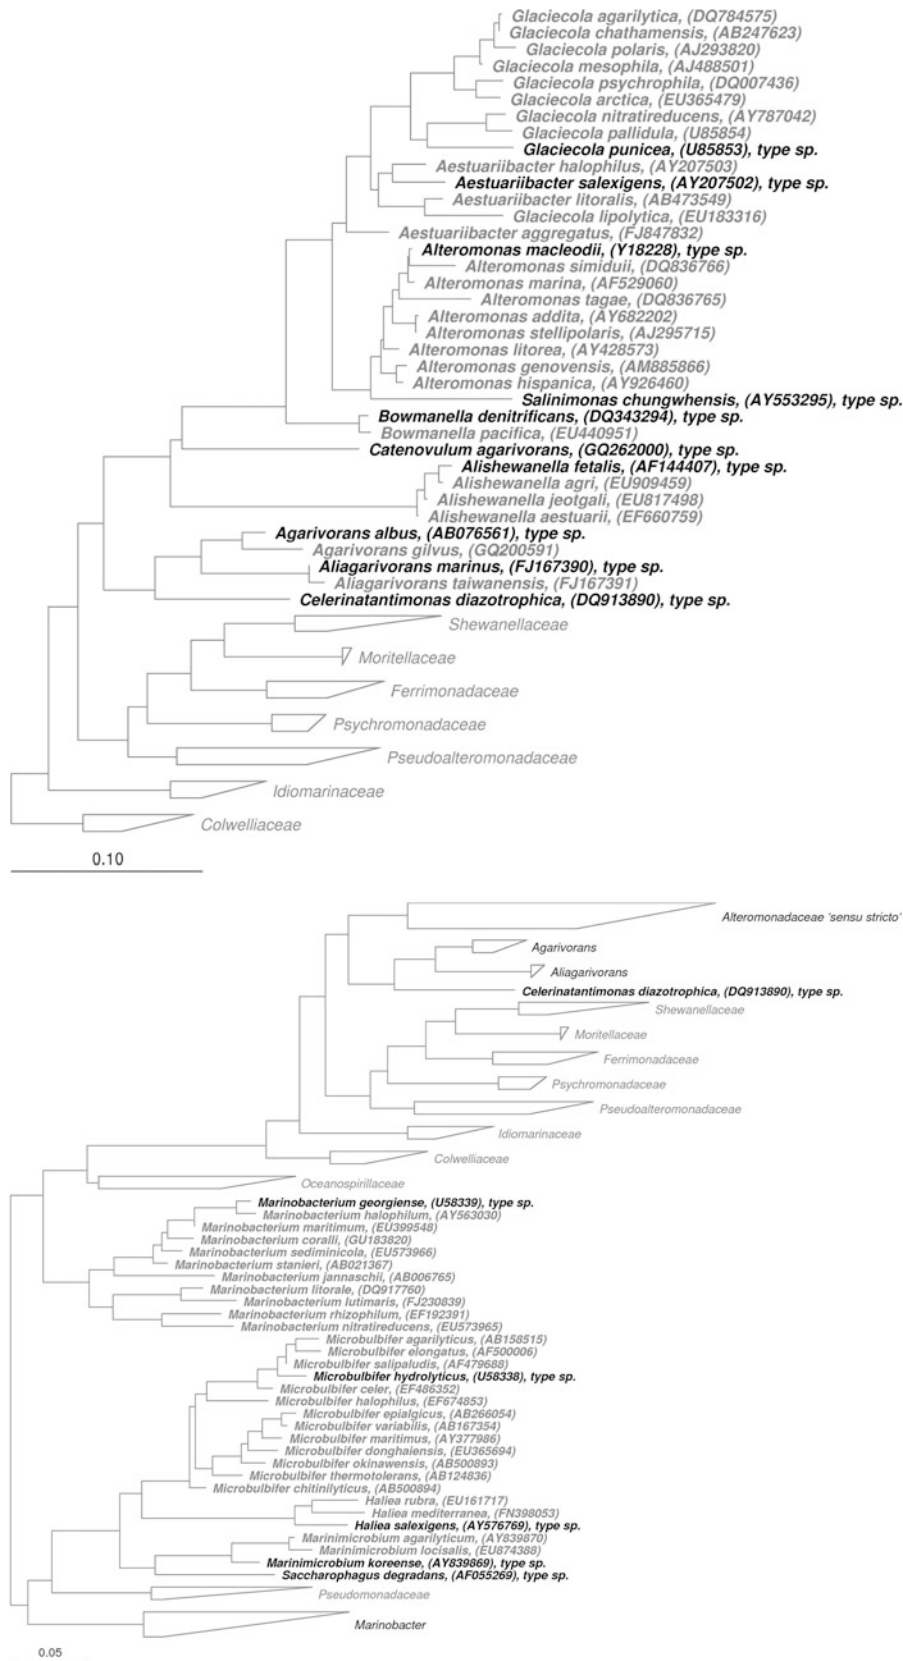 Glaciecola agarilytica, (DQ784575)
Glaciecola chathamensis, (AB247623)
Glaciecola polaris, (AJ293820)
Glaciecola mesophila, (AJ488501)
Glaciecola psychrophila, (DQ007436)
Glaciecola arctica, (EU365479)
Glaciecola nitratireducens, (AY787042)
Glaciecola pallidula, (U85854)
Glaciecola punicea, (U85853), type sp.
Aestuariibacter halophilus, (AY207503)
Aestuariibacter salexigens, (AY207502), type sp.
Aestuariibacter litoralis, (AB473549)
Glaciecola lipolytica, (EU183316)
Aestuariibacter aggregatus, (FJ847832)
Alteromonas macleodii, (Y18228), type sp.
Alteromonas simiduii, (DQ836766)
Alteromonas marina, (AF529060)
Alteromonas tagae, (DQ836765)
Alteromonas addita, (AY682202)
Alteromonas stellipolaris, (AJ295715)
Alteromonas litorea, (AY428573)
Alteromonas genovensis, (AM885866)
Alteromonas hispanica, (AY926460)
Salinimonas chungwhensis, (AY553295), type sp.
Bowmanella denitrificans, (DQ343294), type sp.
Bowmanella pacifica, (EU440951)
Catenovulum agarivorans, (GQ262000), type sp.
Alishewanella fetalis, (AF144407), type sp.
Alishewanella agri, (EU909459)
Alishewanella jeotgali, (EU817498)
Alishewanella aestuarii, (EF660759)
Agarivorans albus, (AB076561), type sp.
Agarivorans gilvus, (GQ200591)
Aliagarivorans marinus, (FJ167390), type sp.
Aliagarivorans taiwanensis, (FJ167391)
Celerinatantimonas diazotrophica, (DQ913890), type sp.
Shewanellaceae
Moritellaceae
Ferrimonadaceae
Psychromonadaceae
Pseudoalteromonadaceae
Idiomarinaceae
Colwelliaceae
0.10
Alteromonadaceae 'sensu stricto'
Agarivorans
Aliagarivorans
Celerinatantimonas diazotrophica, (DQ913890), type sp.
Shewanellaceae
Moritellaceae
Ferrimonadaceae
Psychromonadaceae
Pseudoalteromonadaceae
Idiomarinaceae
Colwelliaceae
Oceanospirillaceae
Marinobacterium georgiense, (U58339), type sp.
Marinobacterium halophilum, (AY563030)
Marinobacterium maritimum, (EU399548)
Marinobacterium coralli, (GU183820)
Marinobacterium sediminicola, (EU573966)
Marinobacterium stanieri, (AB021367)
Marinobacterium jannaschii, (AB006765)
Marinobacterium litorale, (DQ917760)
Marinobacterium lutimaris, (FJ230839)
Marinobacterium rhizophilum, (EF192391)
Marinobacterium nitratireducens, (EU573965)
Microbulbifer agarilyticus, (AB158515)
Microbulbifer elongatus, (AF500006)
Microbulbifer salipaludis, (AF479688)
Microbulbifer hydrolyticus, (U58338), type sp.
Microbulbifer celer, (EF486352)
Microbulbifer halophilus, (EF674853)
Microbulbifer epialgicus, (AB266054)
Microbulbifer variabilis, (AB167354)
Microbulbifer maritimus, (AY377986)
Microbulbifer donghaiensis, (EU365694)
Microbulbifer okinawensis, (AB500893)
Microbulbifer thermotolerans, (AB124836)
Microbulbifer chitinilyticus, (AB500894)
Haliea rubra, (EU161717)
Haliea mediterranea, (FN398053)
Haliea salexigens, (AY576769), type sp.
Marinimicrobium agarilyticum, (AY839870)
Marinimicrobium locisalis, (EU874388)
Marinimicrobium koreense, (AY839869), type sp.
Saccharophagus degradans, (AF055269), type sp.
Pseudomonadaceae
Marinobacter
0.05